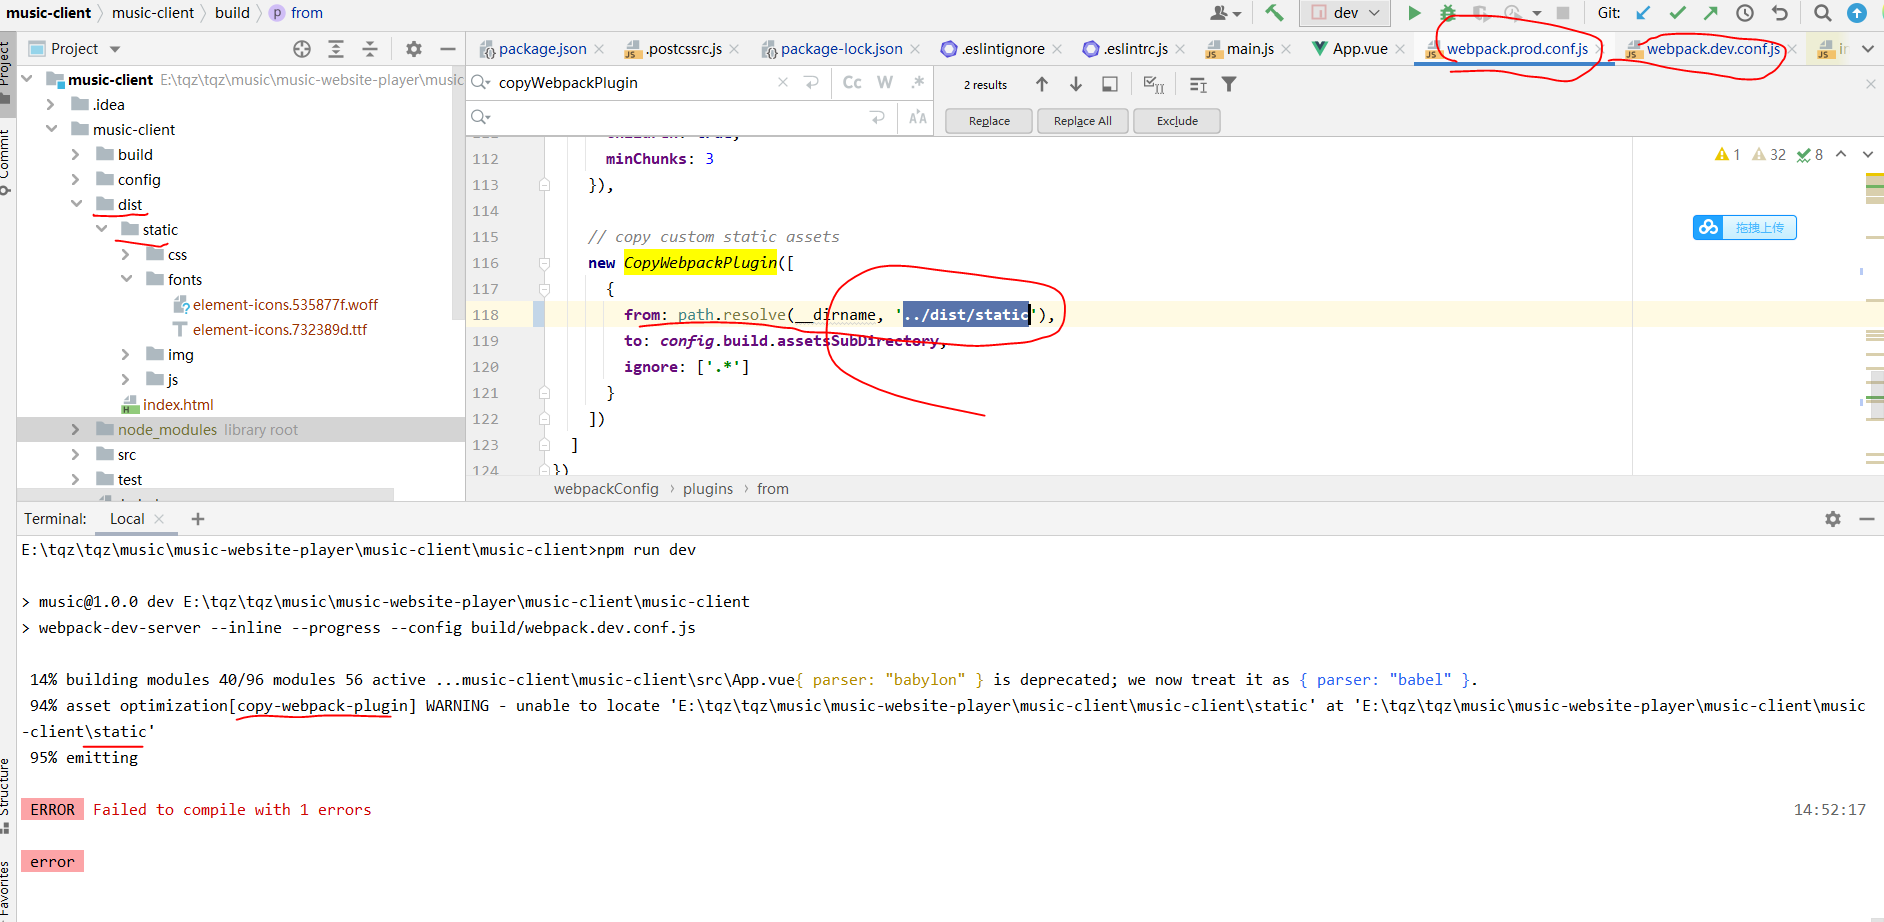 music-client music-client build p from
dev Git:
Project
package.json .postcssrc.js package-lock.json .eslintignore .eslintrc.js main.js App.vue webpack.prod.conf.js webpack.dev.conf.js
Project
Commit
music-client E:\tqz\tqz\music\music-website-player\music
.idea
music-client
build
config
dist
static
css
fonts
element-icons.535877f.woff
element-icons.732389d.ttf
img
js
index.html
node_modules library root
src
test
copyWebpackPlugin Cc W .* 2 results
Replace Replace All Exclude
112 minChunks: 3
113 }),
114
115 // copy custom static assets
116 new CopyWebpackPlugin([
117 {
118 from: path.resolve(__dirname, '../dist/static'),
119 to: config.build.assetsSubDirectory,
120 ignore: ['.*']
121 }
122 ])
123 ]
124 })
1 32 8
拖拽上传
webpackConfig plugins from
Terminal: Local
E:\tqz\tqz\music\music-website-player\music-client\music-client>npm run dev
> music@1.0.0 dev E:\tqz\tqz\music\music-website-player\music-client\music-client
> webpack-dev-server --inline --progress --config build/webpack.dev.conf.js
14% building modules 40/96 modules 56 active ...music-client\music-client\src\App.vue{ parser: "babylon" } is deprecated; we now treat it as { parser: "babel" }.
94% asset optimization[copy-webpack-plugin] WARNING - unable to locate 'E:\tqz\tqz\music\music-website-player\music-client\music-client\static' at 'E:\tqz\tqz\music\music-website-player\music-client\music
-client\static'
95% emitting
ERROR Failed to compile with 1 errors 14:52:17
error
Structure
Favorites